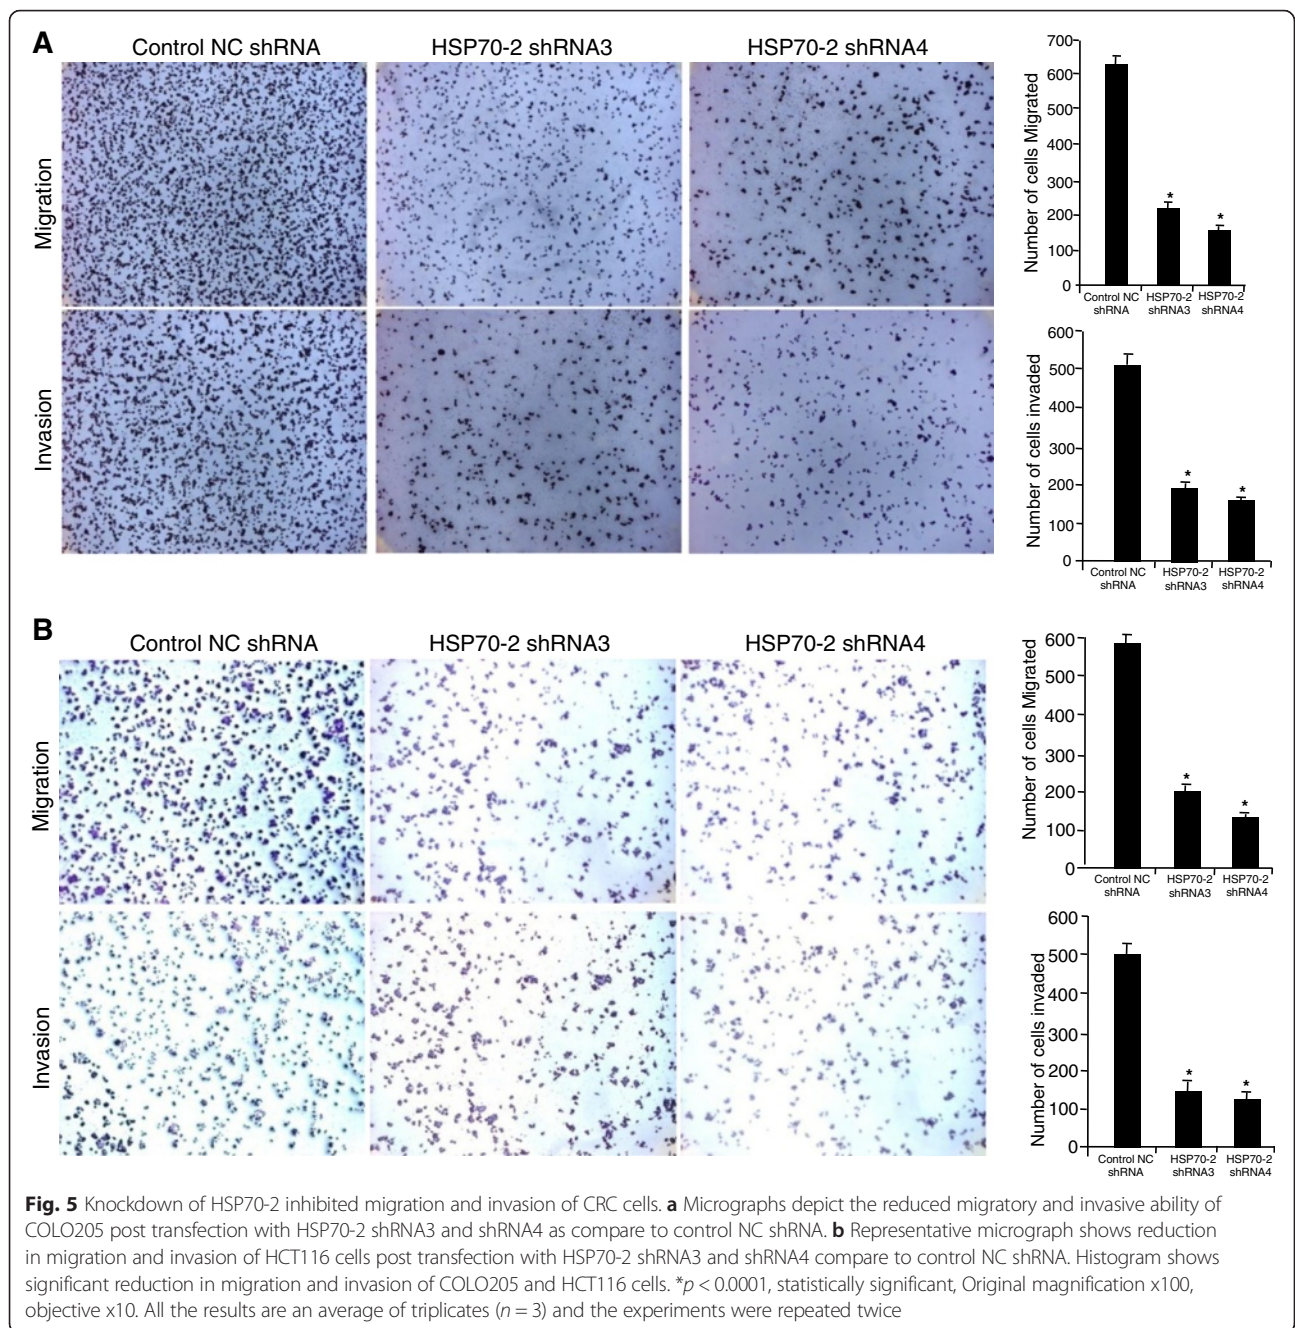 A
Control NC shRNA
HSP70-2 shRNA3
HSP70-2 shRNA4
Migration
Invasion
Number of cells Migrated
700
600
500
400
300
200
100
0
Control NC
shRNA
HSP70-2
shRNA3
HSP70-2
shRNA4
*
*
Number of cells invaded
600
500
400
300
200
100
0
Control NC
shRNA
HSP70-2
shRNA3
HSP70-2
shRNA4
*
*
B
Control NC shRNA
HSP70-2 shRNA3
HSP70-2 shRNA4
Migration
Invasion
Number of cells Migrated
600
500
400
300
200
100
0
Control NC
shRNA
HSP70-2
shRNA3
HSP70-2
shRNA4
*
*
Number of cells invaded
600
500
400
300
200
100
0
Control NC
shRNA
HSP70-2
shRNA3
HSP70-2
shRNA4
*
*
Fig. 5 Knockdown of HSP70-2 inhibited migration and invasion of CRC cells. a Micrographs depict the reduced migratory and invasive ability of
COLO205 post transfection with HSP70-2 shRNA3 and shRNA4 as compare to control NC shRNA. b Representative micrograph shows reduction
in migration and invasion of HCT116 cells post transfection with HSP70-2 shRNA3 and shRNA4 compare to control NC shRNA. Histogram shows
significant reduction in migration and invasion of COLO205 and HCT116 cells. *p < 0.0001, statistically significant, Original magnification x100,
objective x10. All the results are an average of triplicates (n = 3) and the experiments were repeated twice